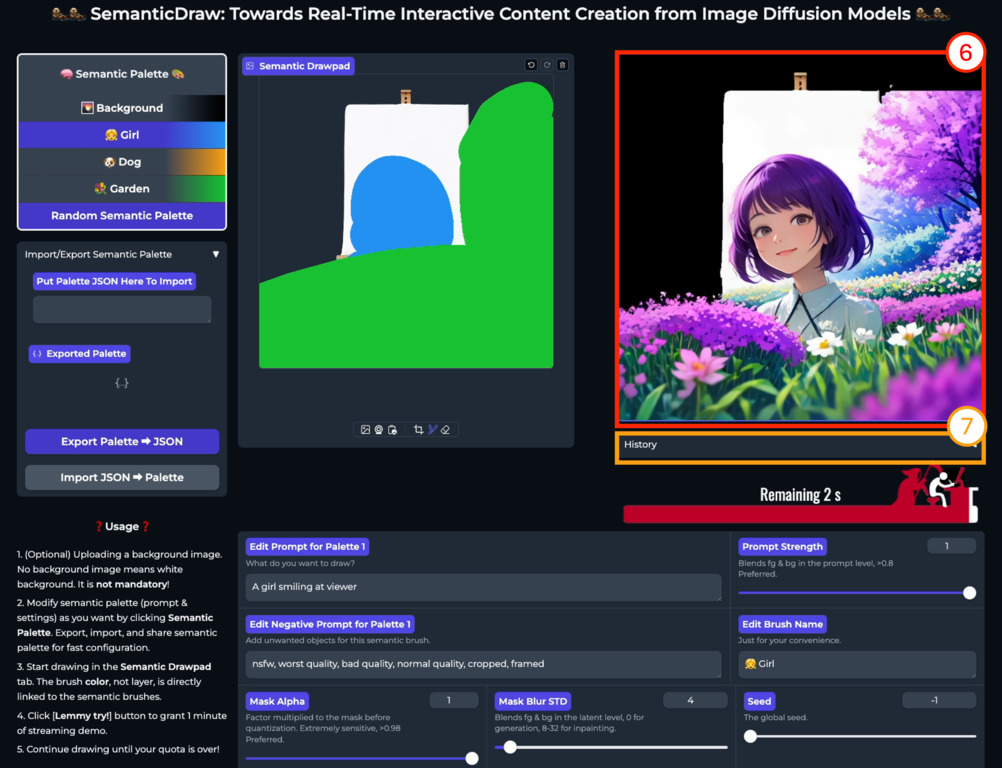 SemanticDraw: Towards Real-Time Interactive Content Creation from Image Diffusion Models
Semantic Palette
Background
Girl
Dog
Garden
Random Semantic Palette
Import/Export Semantic Palette ▼
Put Palette JSON Here To Import
{} Exported Palette
{..}
Export Palette ➡ JSON
Import JSON ➡ Palette
❓Usage❓
1. (Optional) Uploading a background image.
No background image means white
background. It is not mandatory!
2. Modify semantic palette (prompt &
settings) as you want by clicking Semantic
Palette. Export, import, and share semantic
palette for fast configuration.
3. Start drawing in the Semantic Drawpad
tab. The brush color, not layer, is directly
linked to the semantic brushes.
4. Click [Lemmy try!] button to grant 1 minute
of streaming demo.
5. Continue drawing until your quota is over!
Semantic Drawpad
6
7
History
Remaining 2 s
Edit Prompt for Palette 1
What do you want to draw?
A girl smiling at viewer
Prompt Strength 1
Blends fg & bg in the prompt level, >0.8
Preferred.
Edit Negative Prompt for Palette 1
Add unwanted objects for this semantic brush.
nsfw, worst quality, bad quality, normal quality, cropped, framed
Edit Brush Name
Just for your convenience.
Girl
Mask Alpha 1
Factor multiplied to the mask before
quantization. Extremely sensitive, >0.98
Preferred.
Mask Blur STD 4
Blends fg & bg in the latent level, 0 for
generation, 8-32 for inpainting.
Seed -1
The global seed.